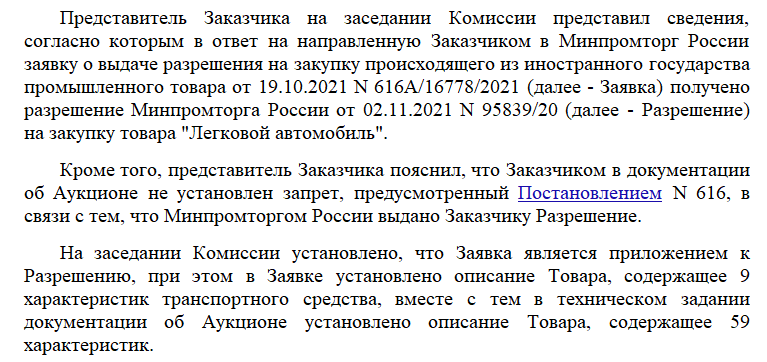 Представитель Заказчика на заседании Комиссии представил сведения,
согласно которым в ответ на направленную Заказчиком в Минпромторг России
заявку о выдаче разрешения на закупку происходящего из иностранного государства
промышленного товара от 19.10.2021 N 616А/16778/2021 (далее - Заявка) получено
разрешение Минпромторга России от 02.11.2021 N 95839/20 (далее - Разрешение)
на закупку товара "Легковой автомобиль".
Кроме того, представитель Заказчика пояснил, что Заказчиком в документации
об Аукционе не установлен запрет, предусмотренный Постановлением N 616, в
связи с тем, что Минпромторгом России выдано Заказчику Разрешение.
На заседании Комиссии установлено, что Заявка является приложением к
Разрешению, при этом в Заявке установлено описание Товара, содержащее 9
характеристик транспортного средства, вместе с тем в техническом задании
документации об Аукционе установлено описание Товара, содержащее 59
характеристик.